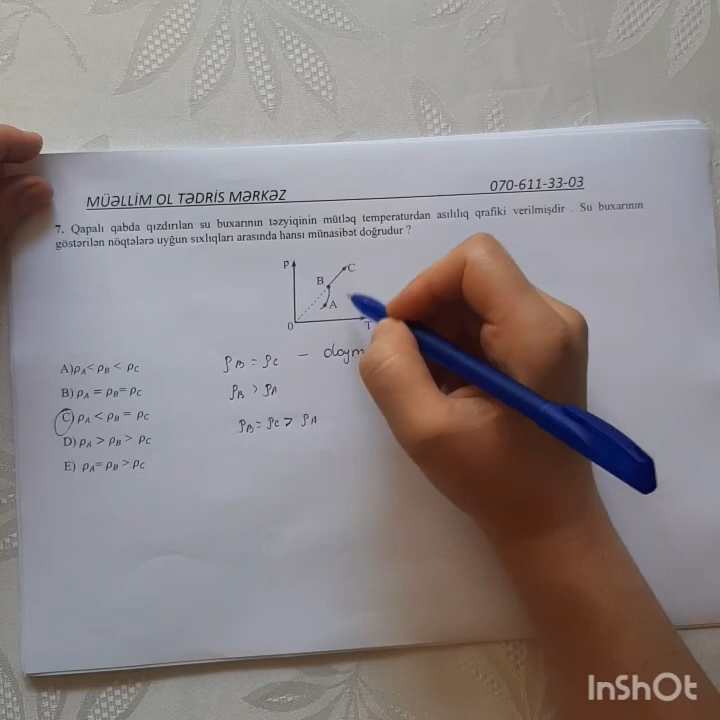 MÜƏLLİM OL TƏDRİS MƏRKƏZ 070-611-33-03
7. Qapalı qabda qızdırılan su buxarının təzyiqinin mütləq temperaturdan asılılıq qrafiki verilmişdir . Su buxarının
göstərilən nöqtələrə uyğun sıxlıqları arasında hansı münasibət doğrudur ?
P
C
B
A
0
T
A)ρA< ρB < ρC
B) ρA = ρB= ρC
C) ρA < ρB = ρC
D) ρA > ρB > ρC
E) ρA= ρB > ρC
ρB = ρC – doym
ρB > ρA
ρB = ρC > ρA
InShOt